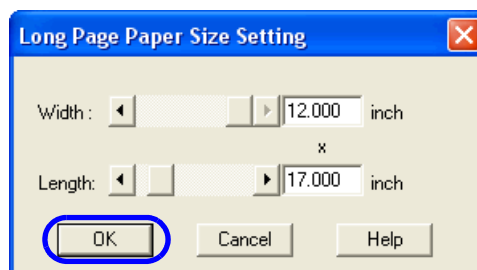 Long Page Paper Size Setting
Width : 12.000 inch
x
Length: 17.000 inch
OK Cancel Help